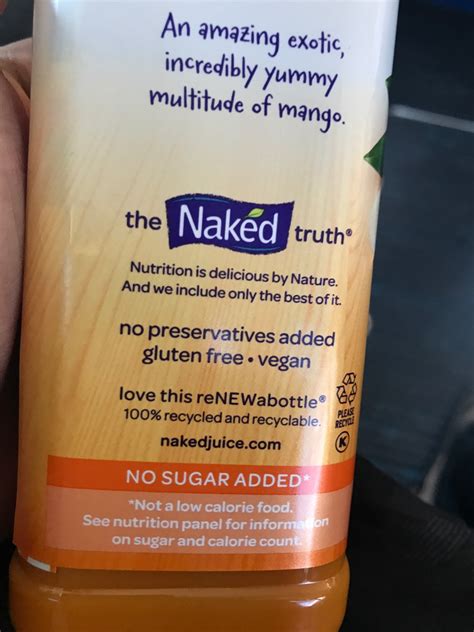 An amazing exotic,
incredibly yummy
multitude of mango.
the Naked truth®
Nutrition is delicious by Nature.
And we include only the best of it.
no preservatives added
gluten free • vegan
love this reNEWabottle®
100% recycled and recyclable.
nakedjuice.com
PLEASE
RECYCLE
K
NO SUGAR ADDED*
*Not a low calorie food.
See nutrition panel for information
on sugar and calorie count.